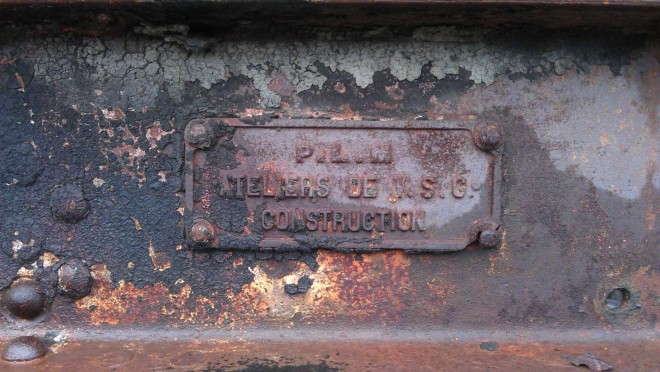 P.L.M
ATELIERS DE V.S.G.
CONSTRUCTION